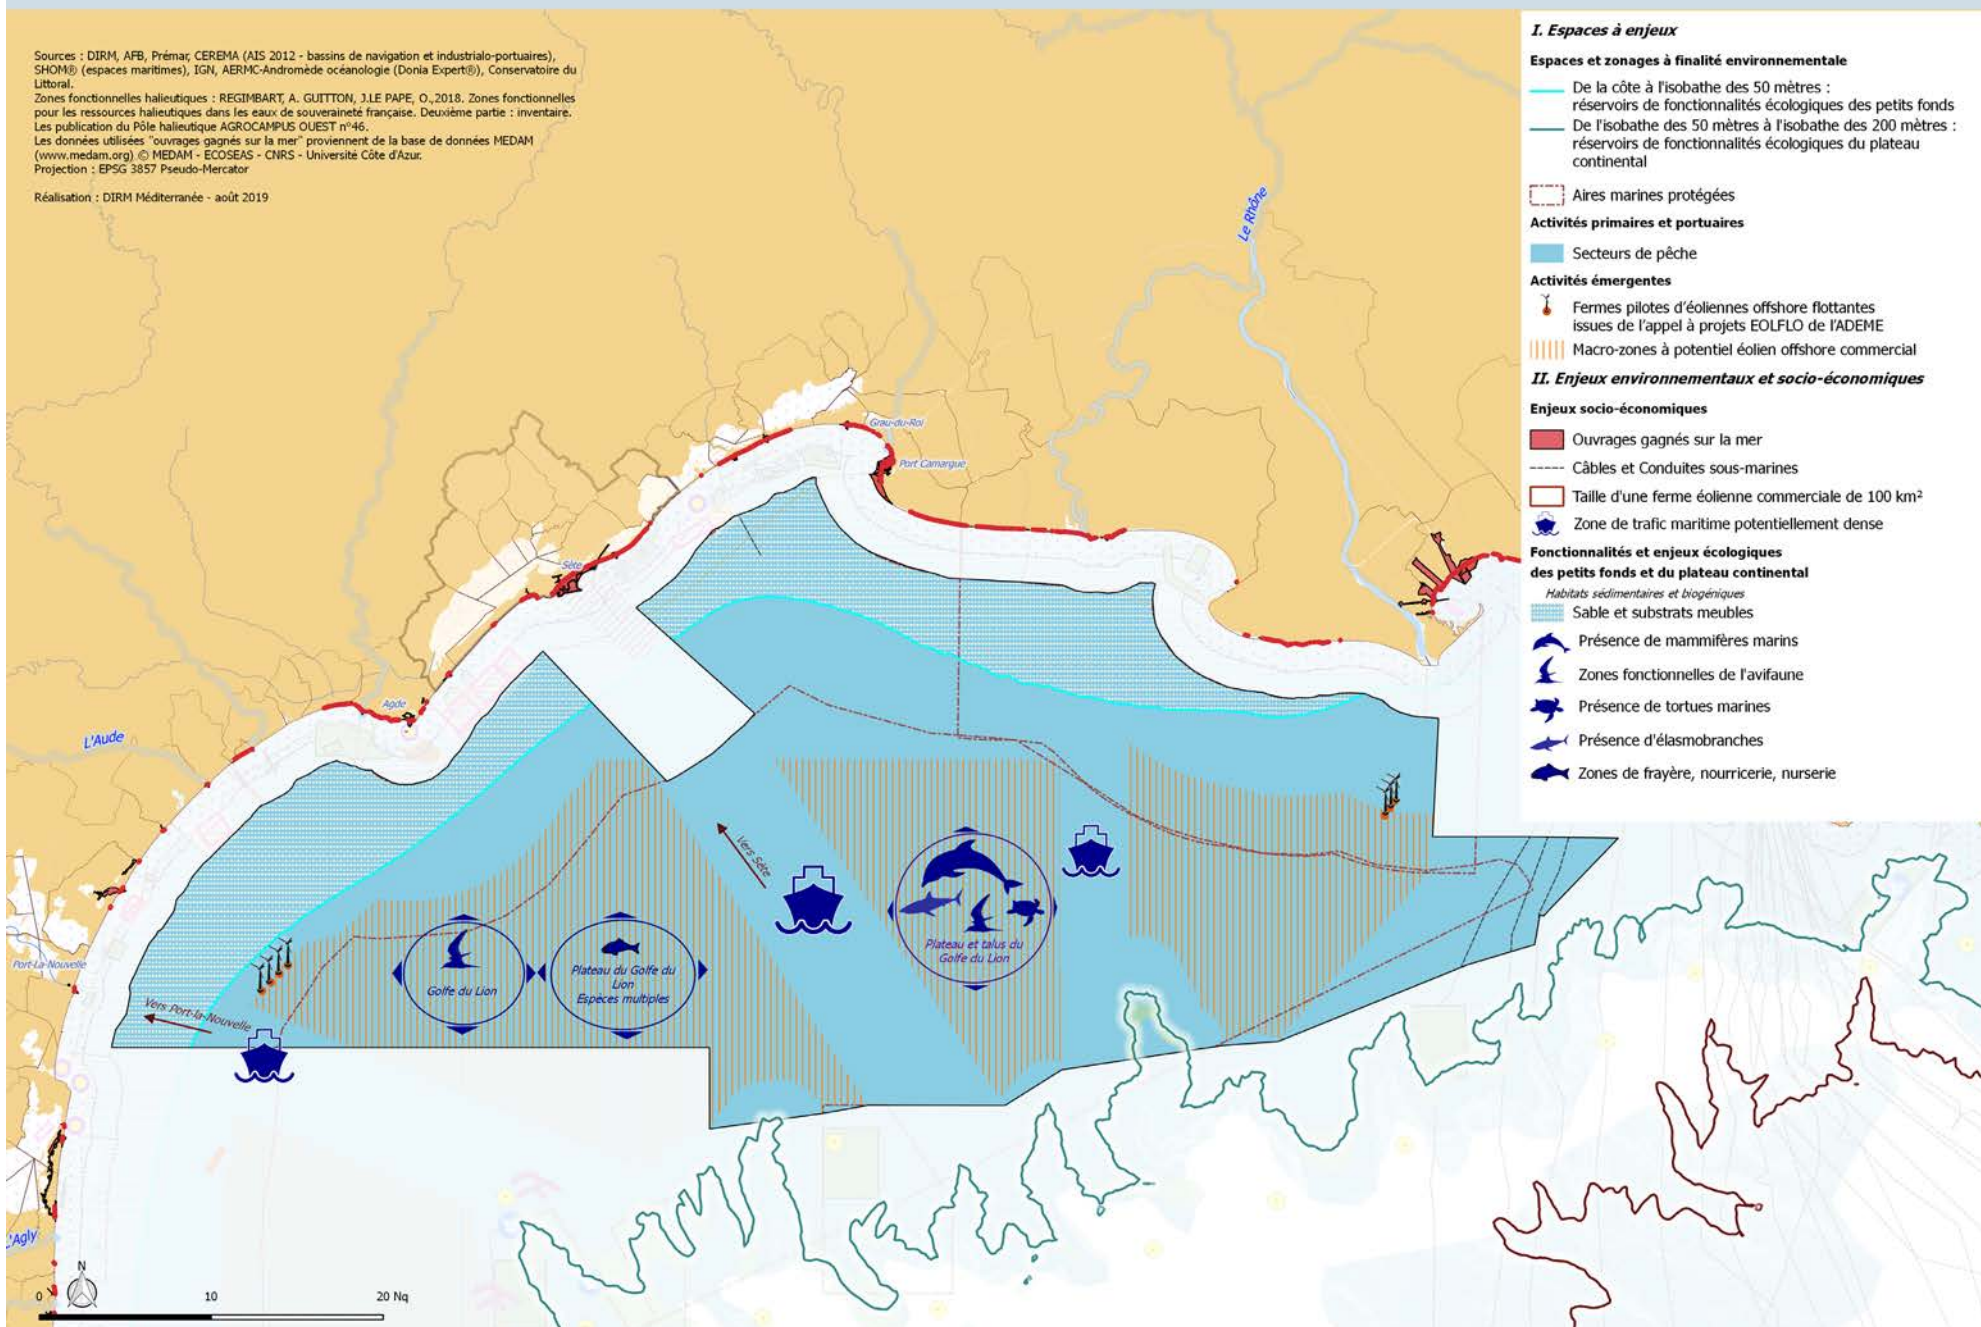 Sources : DIRM, AFB, Prémar, CEREMA (AIS 2012 - bassins de navigation et industrialo-portuaires),
SHOM® (espaces maritimes), IGN, AERMC-Andromède océanologie (Donia Expert®), Conservatoire du
Littoral.
Zones fonctionnelles halieutiques : REGIMBART, A. GUITTON, J.LE PAPE, O.,2018. Zones fonctionnelles
pour les ressources halieutiques dans les eaux de souveraineté française. Deuxième partie : inventaire.
Les publication du Pôle halieutique AGROCAMPUS OUEST n°46.
Les données utilisées "ouvrages gagnés sur la mer" proviennent de la base de données MEDAM
(www.medam.org) © MEDAM - ECOSEAS - CNRS - Université Côte d'Azur.
Projection : EPSG 3857 Pseudo-Mercator
Réalisation : DIRM Méditerranée - août 2019
I. Espaces à enjeux
Espaces et zonages à finalité environnementale
De la côte à l'isobathe des 50 mètres :
réservoirs de fonctionnalités écologiques des petits fonds
De l'isobathe des 50 mètres à l'isobathe des 200 mètres :
réservoirs de fonctionnalités écologiques du plateau
continental
Aires marines protégées
Activités primaires et portuaires
Secteurs de pêche
Activités émergentes
Fermes pilotes d'éoliennes offshore flottantes
issues de l'appel à projets EOLFLO de l'ADEME
Macro-zones à potentiel éolien offshore commercial
II. Enjeux environnementaux et socio-économiques
Enjeux socio-économiques
Ouvrages gagnés sur la mer
Câbles et Conduites sous-marines
Taille d'une ferme éolienne commerciale de 100 km²
Zone de trafic maritime potentiellement dense
Fonctionnalités et enjeux écologiques
des petits fonds et du plateau continental
Habitats sédimentaires et biogéniques
Sable et substrats meubles
Présence de mammifères marins
Zones fonctionnelles de l'avifaune
Présence de tortues marines
Présence d'élasmobranches
Zones de frayère, nourricerie, nurserie
Le Rhône
Grau-du-Roi
Port Camargue
Sète
Agde
L'Aude
Port-La-Nouvelle
Vers Port-la-Nouvelle
Vers Sète
Golfe du Lion
Plateau du Golfe du
Lion
Espèces multiples
Plateau et talus du
Golfe du Lion
L'Agly
N
0 10 20 Nq